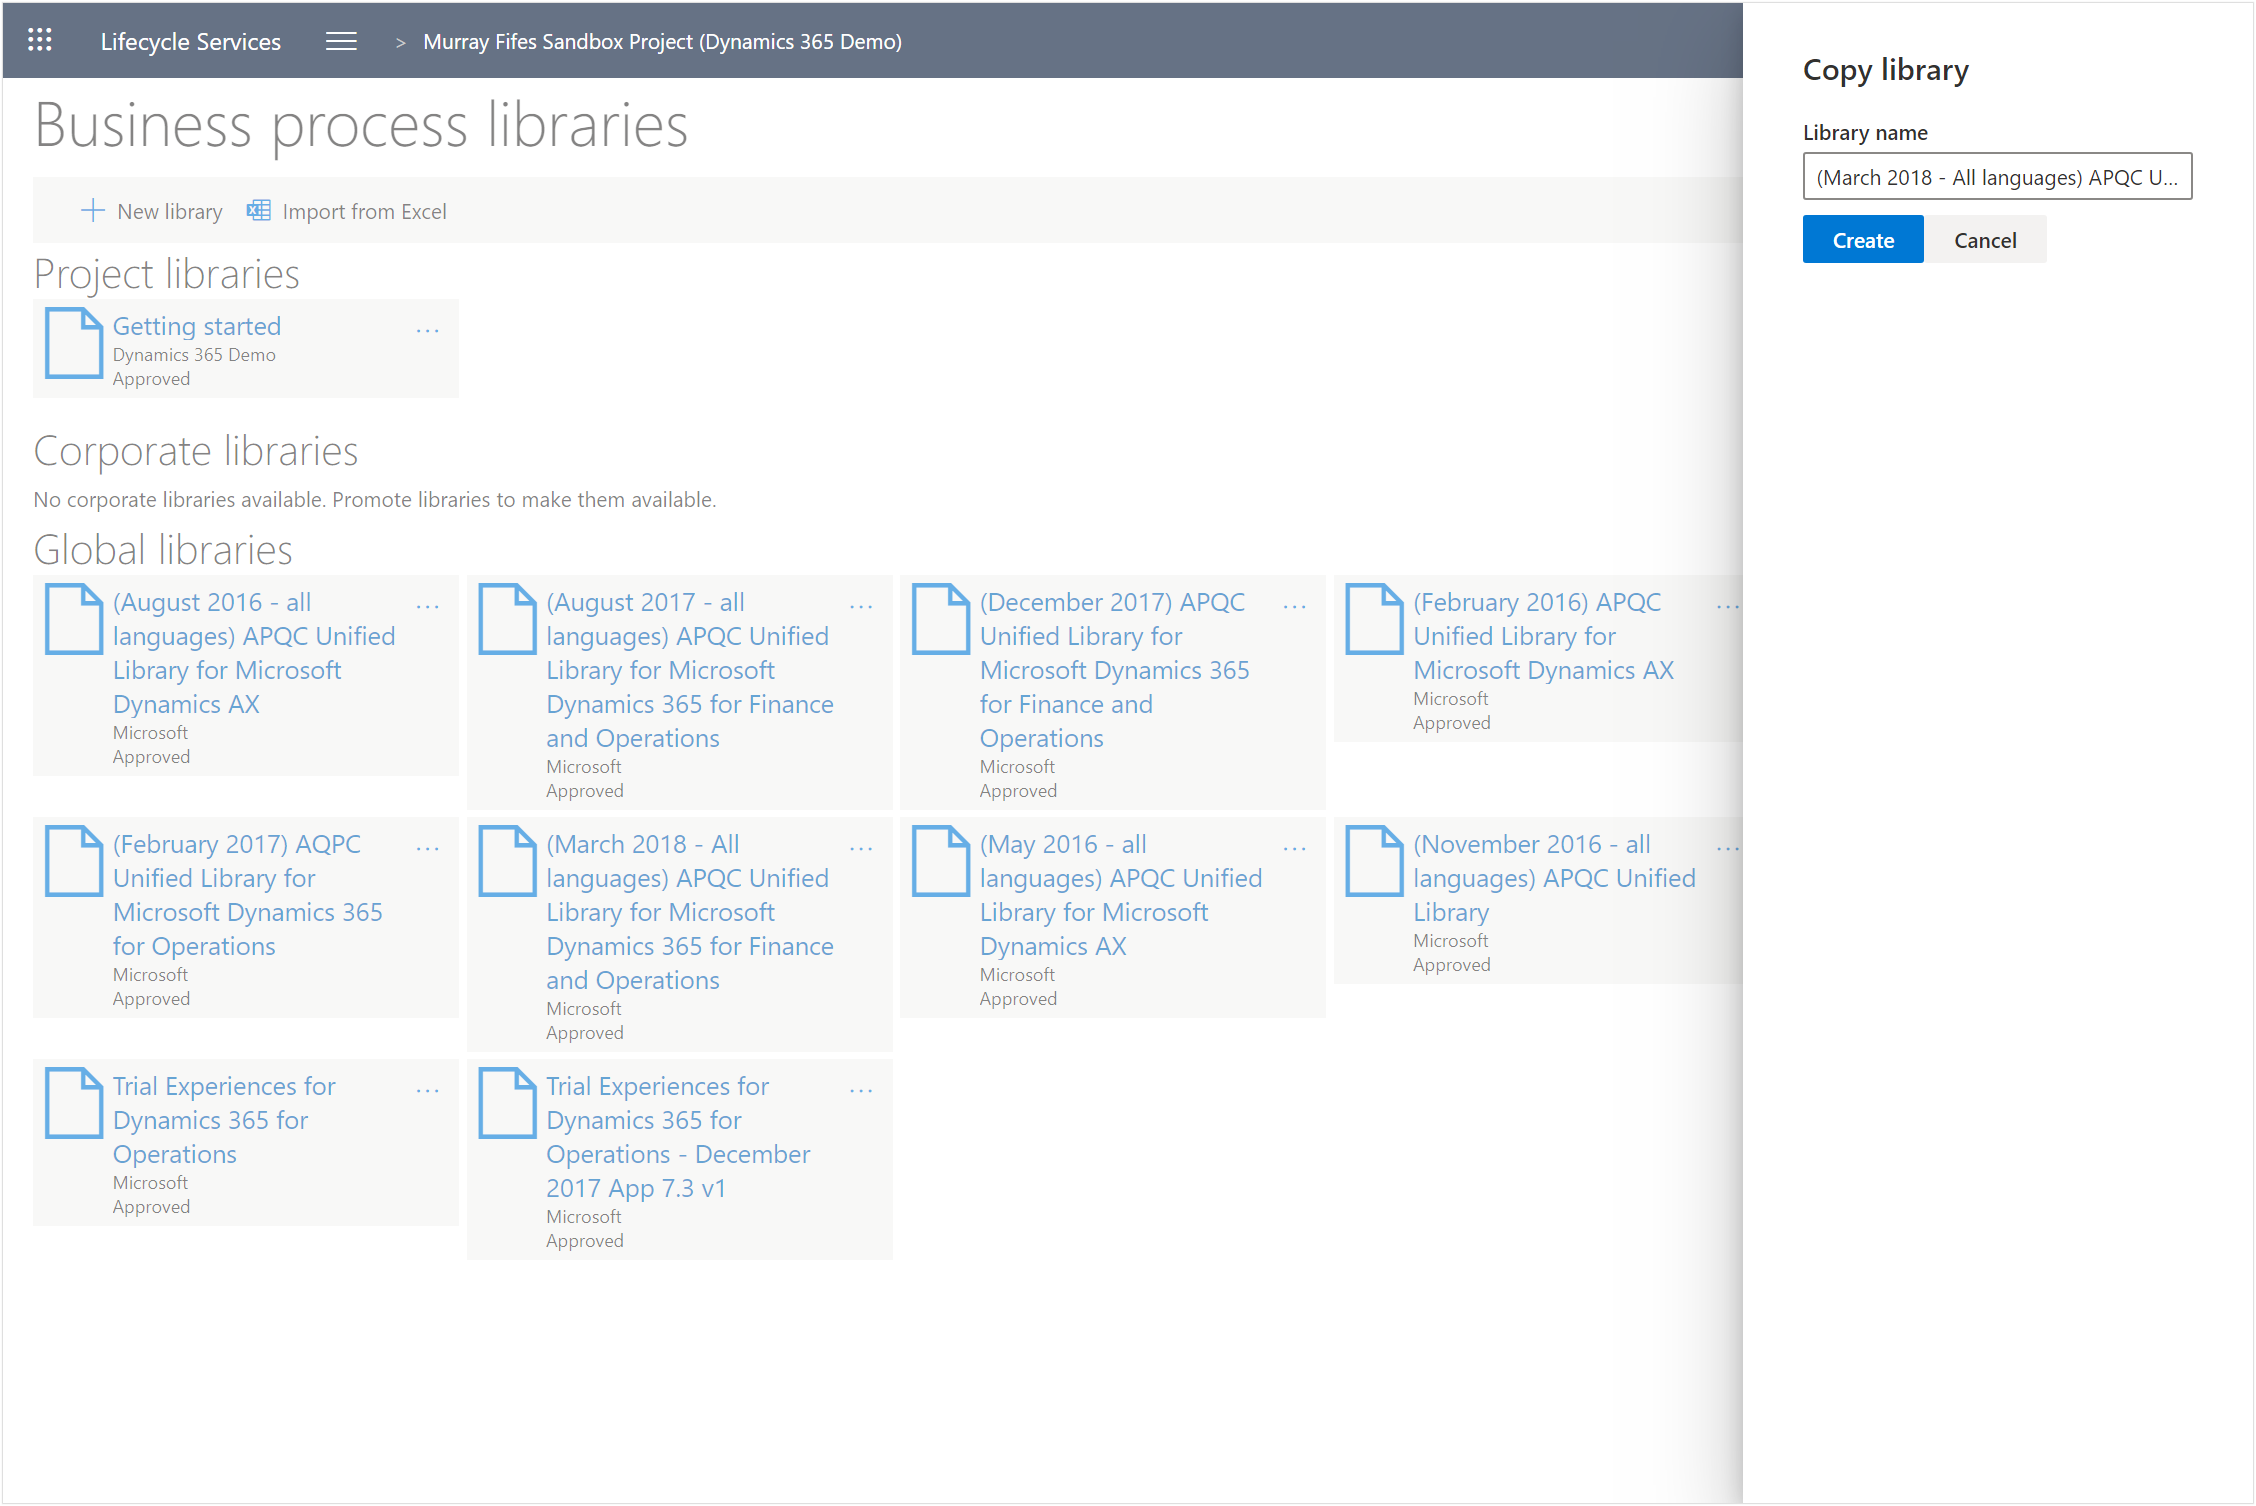 Lifecycle Services
> Murray Fifes Sandbox Project (Dynamics 365 Demo)
Business process libraries
New library
Import from Excel
Project libraries
Getting started
...
Dynamics 365 Demo
Approved
Corporate libraries
No corporate libraries available. Promote libraries to make them available.
Global libraries
(August 2016 - all
languages) APQC Unified
Library for Microsoft
Dynamics AX
Microsoft
Approved
...
(August 2017 - all
languages) APQC Unified
Library for Microsoft
Dynamics 365 for Finance
and Operations
Microsoft
Approved
...
(December 2017) APQC
Unified Library for
Microsoft Dynamics 365
for Finance and
Operations
Microsoft
Approved
...
(February 2016) APQC
Unified Library for
Microsoft Dynamics AX
Microsoft
Approved
...
(February 2017) AQPC
Unified Library for
Microsoft Dynamics 365
for Operations
Microsoft
Approved
...
(March 2018 - All
languages) APQC Unified
Library for Microsoft
Dynamics 365 for Finance
and Operations
Microsoft
Approved
...
(May 2016 - all
languages) APQC Unified
Library for Microsoft
Dynamics AX
Microsoft
Approved
...
(November 2016 - all
languages) APQC Unified
Library
Microsoft
Approved
...
Trial Experiences for
Dynamics 365 for
Operations
Microsoft
Approved
...
Trial Experiences for
Dynamics 365 for
Operations - December
2017 App 7.3 v1
Microsoft
Approved
...
Copy library
Library name
(March 2018 - All languages) APQC U...
Create
Cancel